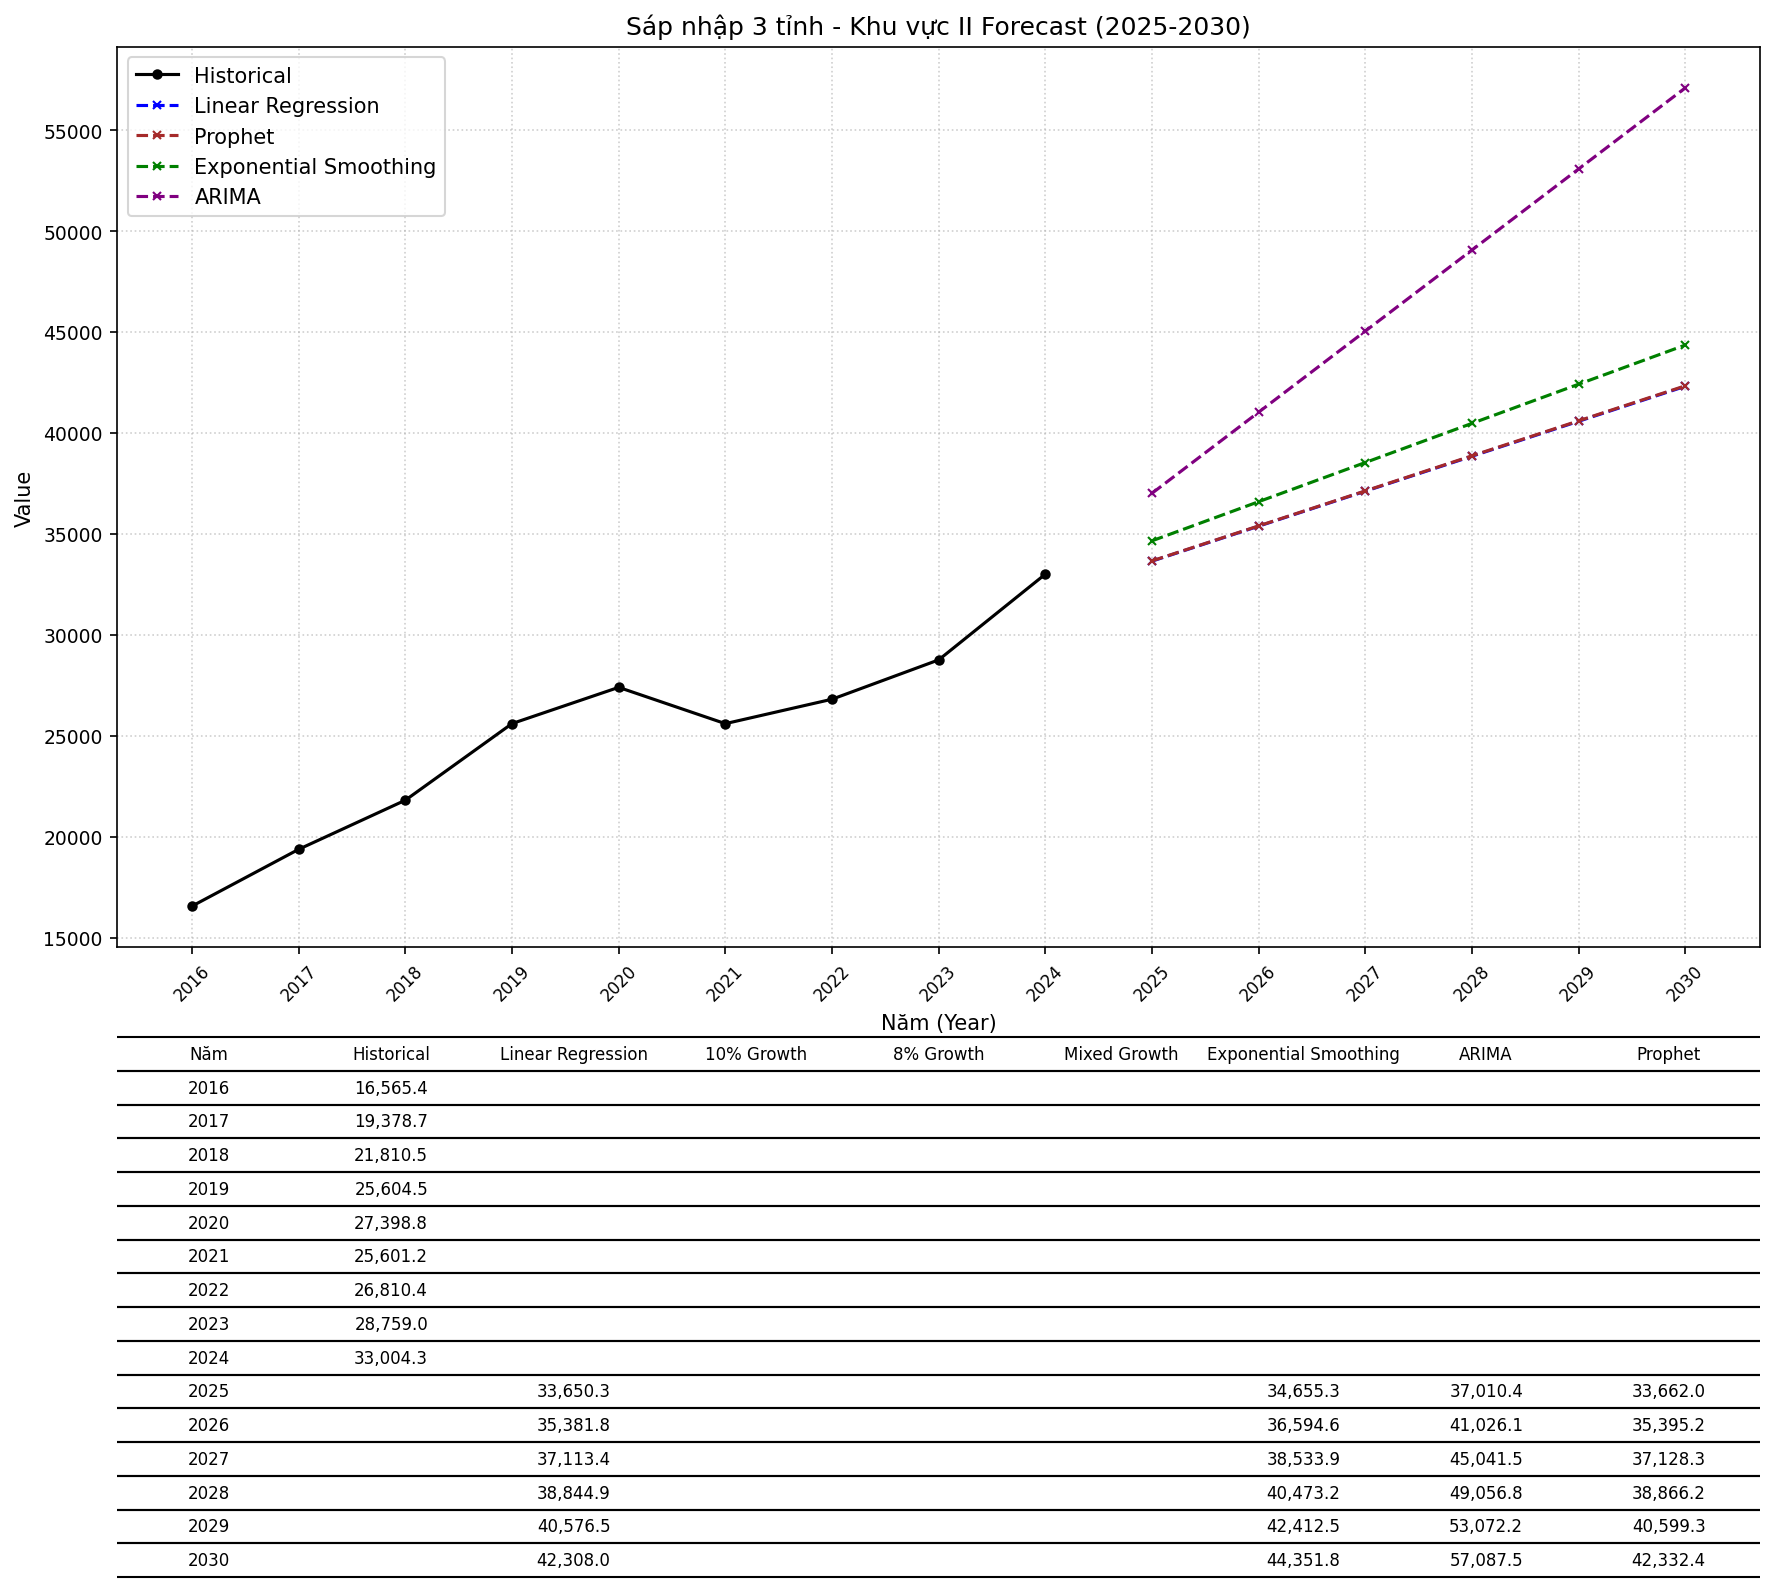 Sáp nhập 3 tỉnh - Khu vực II Forecast (2025-2030)
Historical
Linear Regression
Prophet
Exponential Smoothing
ARIMA
Value
55000
50000
45000
40000
35000
30000
25000
20000
15000
2016 2017 2018 2019 2020 2021 2022 2023 2024 2025 2026 2027 2028 2029 2030
Năm (Year)
Năm Historical Linear Regression 10% Growth 8% Growth Mixed Growth Exponential Smoothing ARIMA Prophet
2016 16,565.4
2017 19,378.7
2018 21,810.5
2019 25,604.5
2020 27,398.8
2021 25,601.2
2022 26,810.4
2023 28,759.0
2024 33,004.3
2025 33,650.3 34,655.3 37,010.4 33,662.0
2026 35,381.8 36,594.6 41,026.1 35,395.2
2027 37,113.4 38,533.9 45,041.5 37,128.3
2028 38,844.9 40,473.2 49,056.8 38,866.2
2029 40,576.5 42,412.5 53,072.2 40,599.3
2030 42,308.0 44,351.8 57,087.5 42,332.4